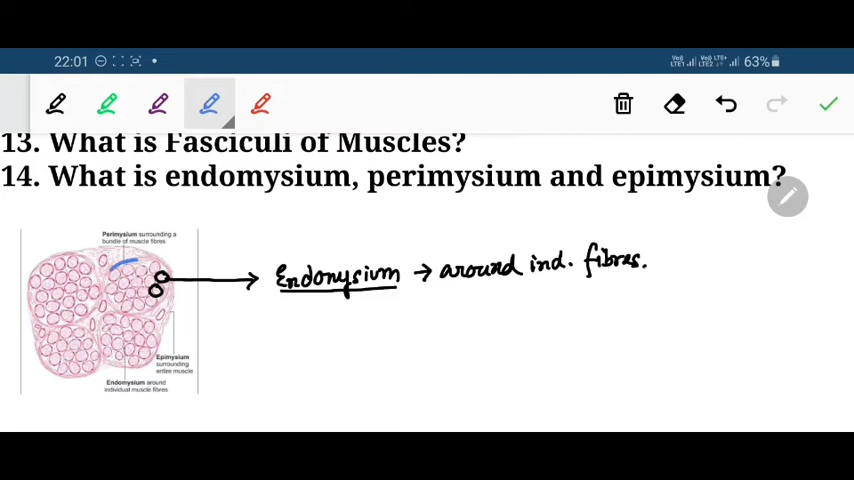 22:01 63%
13. What is Fasciculi of Muscles?
14. What is endomysium, perimysium and epimysium?
Perimysium surrounding a
bundle of muscle fibres
Endomysium → around ind. fibres.
Epimysium
surrounding
entire muscle
Endomysium around
individual muscle fibres